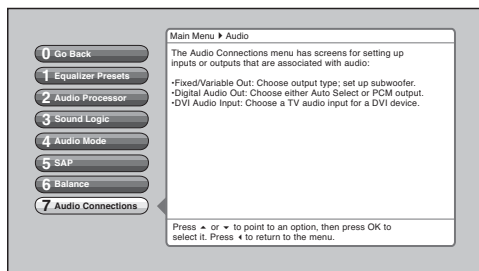 Main Menu ▶ Audio
0 Go Back
1 Equalizer Presets
2 Audio Processor
3 Sound Logic
4 Audio Mode
5 SAP
6 Balance
7 Audio Connections
The Audio Connections menu has screens for setting up
inputs or outputs that are associated with audio:
•Fixed/Variable Out: Choose output type; set up subwoofer.
•Digital Audio Out: Choose either Auto Select or PCM output.
•DVI Audio Input: Choose a TV audio input for a DVI device.
Press ▲ or ▼ to point to an option, then press OK to
select it. Press ◀ to return to the menu.